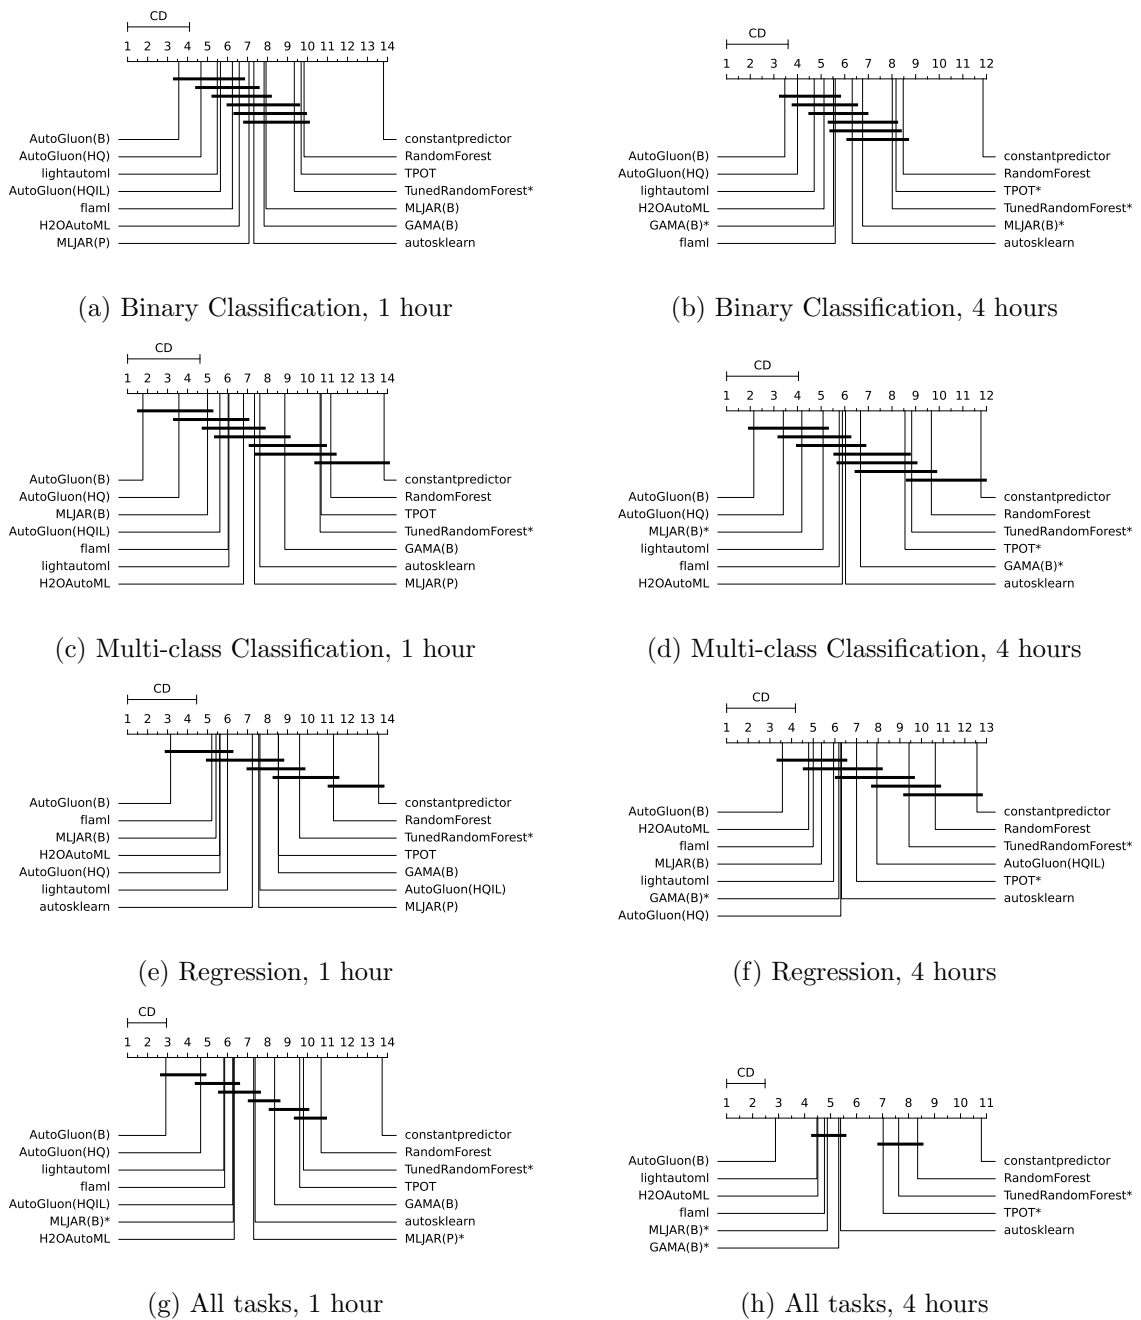 CD
1 2 3 4 5 6 7 8 9 10 11 12 13 14
AutoGluon(B)
AutoGluon(HQ)
lightautoml
AutoGluon(HQIL)
flaml
H2OAutoML
MLJAR(P)
constantpredictor
RandomForest
TPOT
TunedRandomForest*
MLJAR(B)
GAMA(B)
autosklearn
(a) Binary Classification, 1 hour
CD
1 2 3 4 5 6 7 8 9 10 11 12
AutoGluon(B)
AutoGluon(HQ)
lightautoml
H2OAutoML
GAMA(B)*
flaml
constantpredictor
RandomForest
TPOT*
TunedRandomForest*
MLJAR(B)*
autosklearn
(b) Binary Classification, 4 hours
CD
1 2 3 4 5 6 7 8 9 10 11 12 13 14
AutoGluon(B)
AutoGluon(HQ)
MLJAR(B)
AutoGluon(HQIL)
flaml
lightautoml
H2OAutoML
constantpredictor
RandomForest
TPOT
TunedRandomForest*
GAMA(B)
autosklearn
MLJAR(P)
(c) Multi-class Classification, 1 hour
CD
1 2 3 4 5 6 7 8 9 10 11 12
AutoGluon(B)
AutoGluon(HQ)
MLJAR(B)*
lightautoml
flaml
H2OAutoML
constantpredictor
RandomForest
TunedRandomForest*
TPOT*
GAMA(B)*
autosklearn
(d) Multi-class Classification, 4 hours
CD
1 2 3 4 5 6 7 8 9 10 11 12 13 14
AutoGluon(B)
flaml
MLJAR(B)
H2OAutoML
AutoGluon(HQ)
lightautoml
autosklearn
constantpredictor
RandomForest
TunedRandomForest*
TPOT
GAMA(B)
AutoGluon(HQIL)
MLJAR(P)
(e) Regression, 1 hour
CD
1 2 3 4 5 6 7 8 9 10 11 12 13
AutoGluon(B)
H2OAutoML
flaml
MLJAR(B)
lightautoml
GAMA(B)*
AutoGluon(HQ)
constantpredictor
RandomForest
TunedRandomForest*
AutoGluon(HQIL)
TPOT*
autosklearn
(f) Regression, 4 hours
CD
1 2 3 4 5 6 7 8 9 10 11 12 13 14
AutoGluon(B)
AutoGluon(HQ)
lightautoml
flaml
AutoGluon(HQIL)
MLJAR(B)*
H2OAutoML
constantpredictor
RandomForest
TunedRandomForest*
TPOT
GAMA(B)
autosklearn
MLJAR(P)*
(g) All tasks, 1 hour
CD
1 2 3 4 5 6 7 8 9 10 11
AutoGluon(B)
lightautoml
H2OAutoML
flaml
MLJAR(B)*
GAMA(B)*
constantpredictor
RandomForest
TunedRandomForest*
TPOT*
autosklearn
(h) All tasks, 4 hours